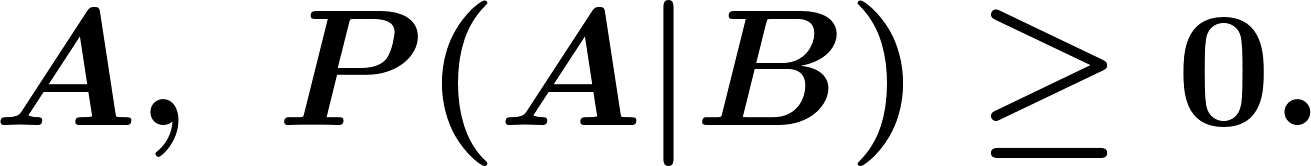 A, P(A|B) ≥ 0.